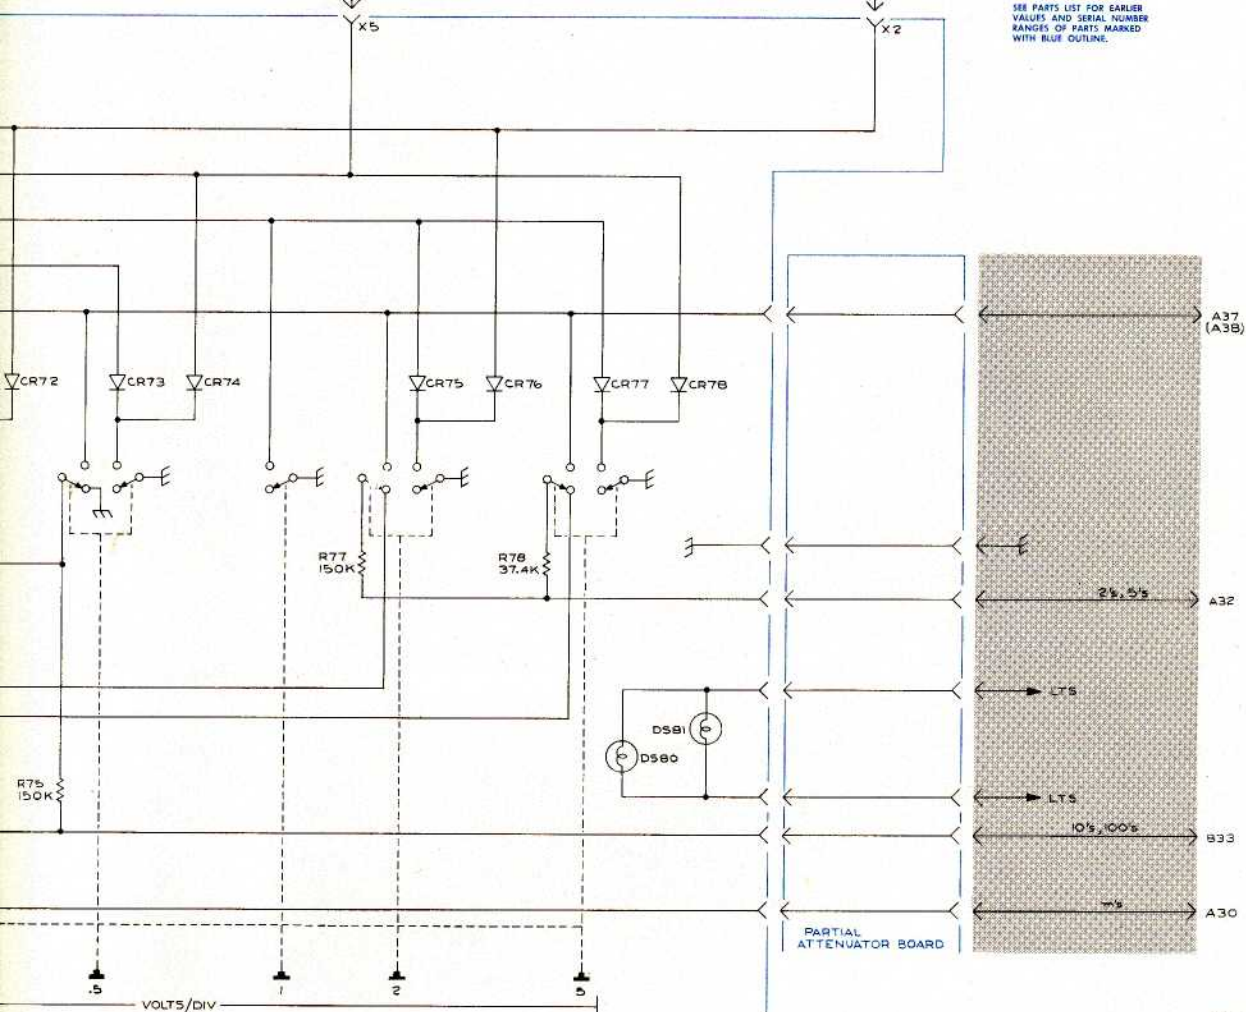 SEE PARTS LIST FOR EARLIER
VALUES AND SERIAL NUMBER
RANGES OF PARTS MARKED
WITH BLUE OUTLINE.
X5
X2
A37
(A38)
CR72
CR73
CR74
CR75
CR76
CR77
CR78
R77
150K
R78
37.4K
2's, 5's
A32
LTS
DS81
DS80
R75
150K
LTS
10's, 100's
B33
m's
A30
PARTIAL
ATTENUATOR BOARD
.5
1
2
5
VOLTS/DIV